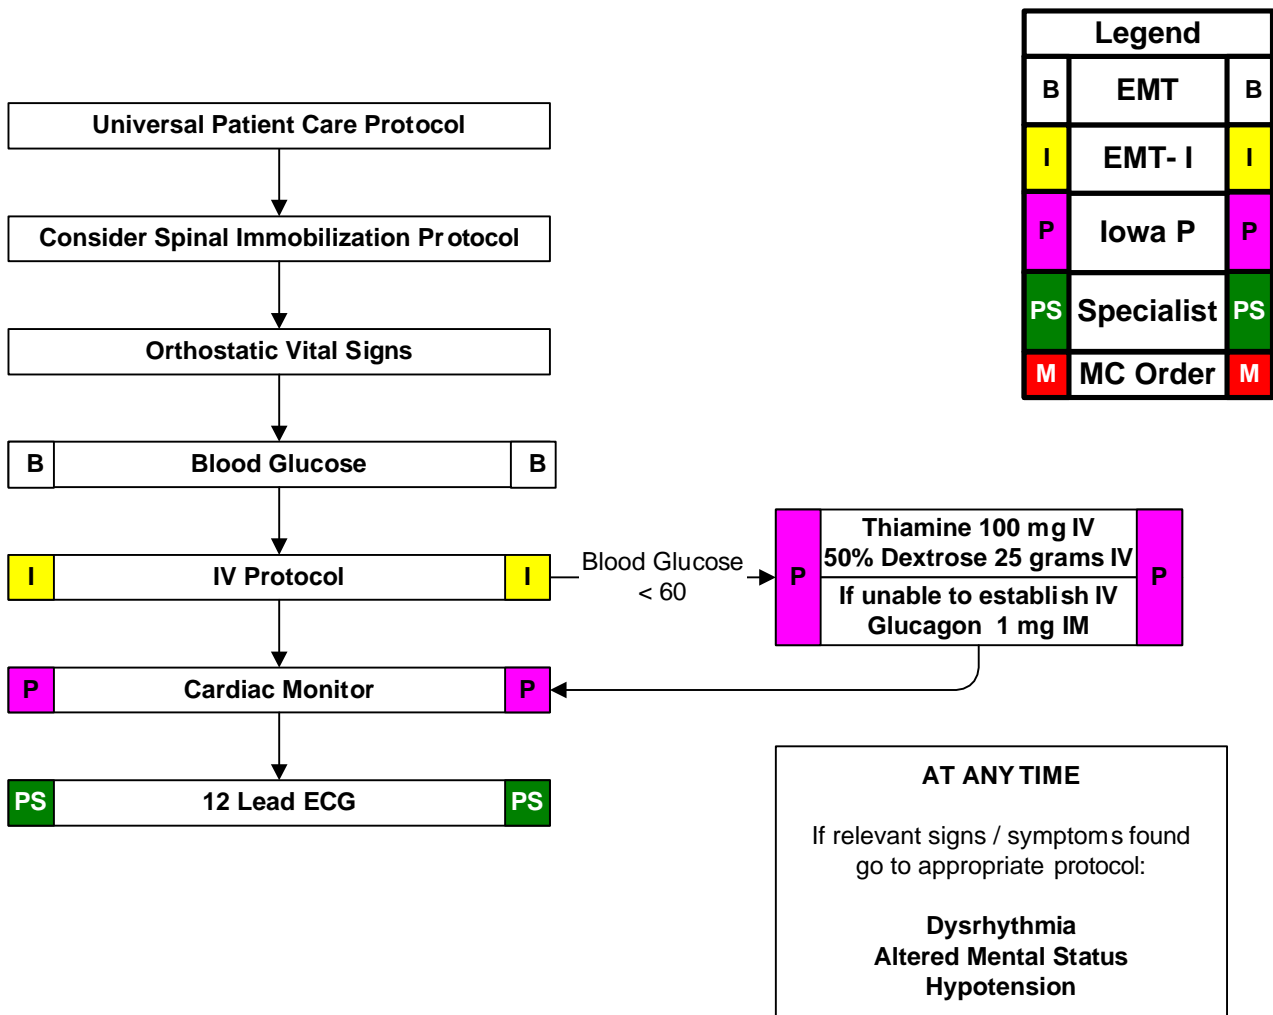 Legend
B EMT B
I EMT- I I
P Iowa P P
PS Specialist PS
M MC Order M
Universal Patient Care Protocol
Consider Spinal Immobilization Protocol
Orthostatic Vital Signs
B Blood Glucose B
I IV Protocol I
Blood Glucose
< 60
P P
Thiamine 100 mg IV
50% Dextrose 25 grams IV
If unable to establish IV
Glucagon 1 mg IM
P Cardiac Monitor P
PS 12 Lead ECG PS
AT ANY TIME
If relevant signs / symptoms found
go to appropriate protocol:
Dysrhythmia
Altered Mental Status
Hypotension